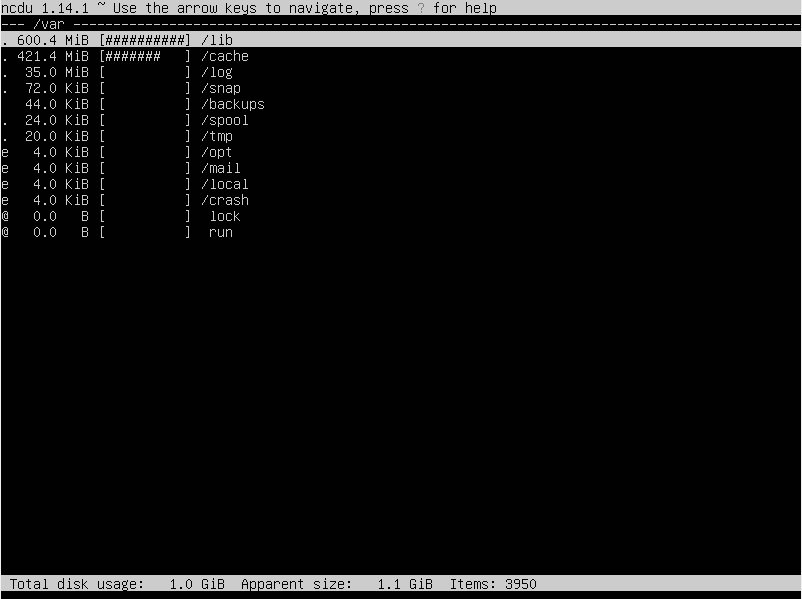 ncdu 1.14.1 ~ Use the arrow keys to navigate, press ? for help
--- /var ------------------------------------------------------------------------------------------
. 600.4 MiB [##########] /lib
. 421.4 MiB [#######   ] /cache
.  35.0 MiB [          ] /log
.  72.0 KiB [          ] /snap
   44.0 KiB [          ] /backups
.  24.0 KiB [          ] /spool
.  20.0 KiB [          ] /tmp
e   4.0 KiB [          ] /opt
e   4.0 KiB [          ] /mail
e   4.0 KiB [          ] /local
e   4.0 KiB [          ] /crash
@   0.0   B [          ]  lock
@   0.0   B [          ]  run
Total disk usage:   1.0 GiB  Apparent size:   1.1 GiB  Items: 3950